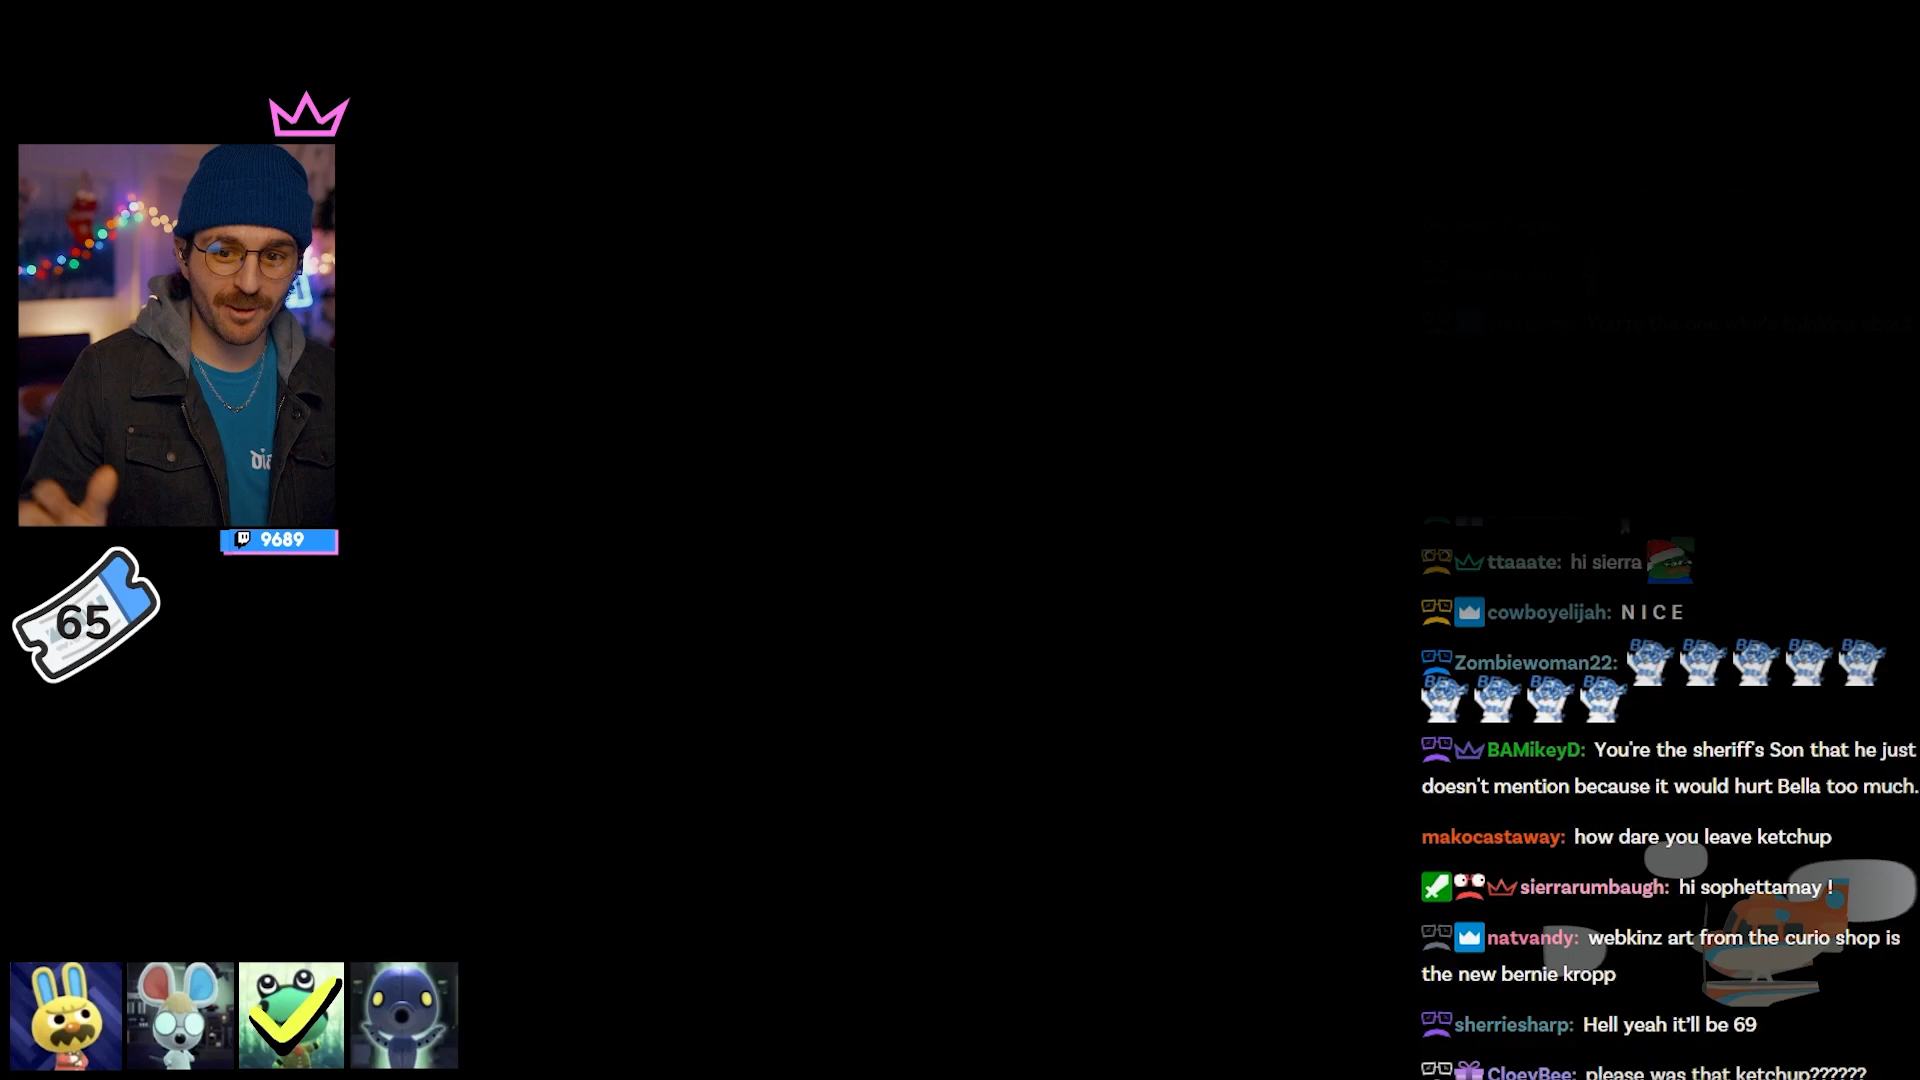 9689
65
ttaaate: hi sierra
cowboyelijah: N I C E
Zombiewoman22:
BAMikeyD: You're the sheriff's Son that he just
doesn't mention because it would hurt Bella too much.
makocastaway: how dare you leave ketchup
sierrarumbaugh: hi sophettamay !
natvandy: webkinz art from the curio shop is
the new bernie kropp
sherriesharp: Hell yeah it'll be 69
CloeyBee: please was that ketchup??????